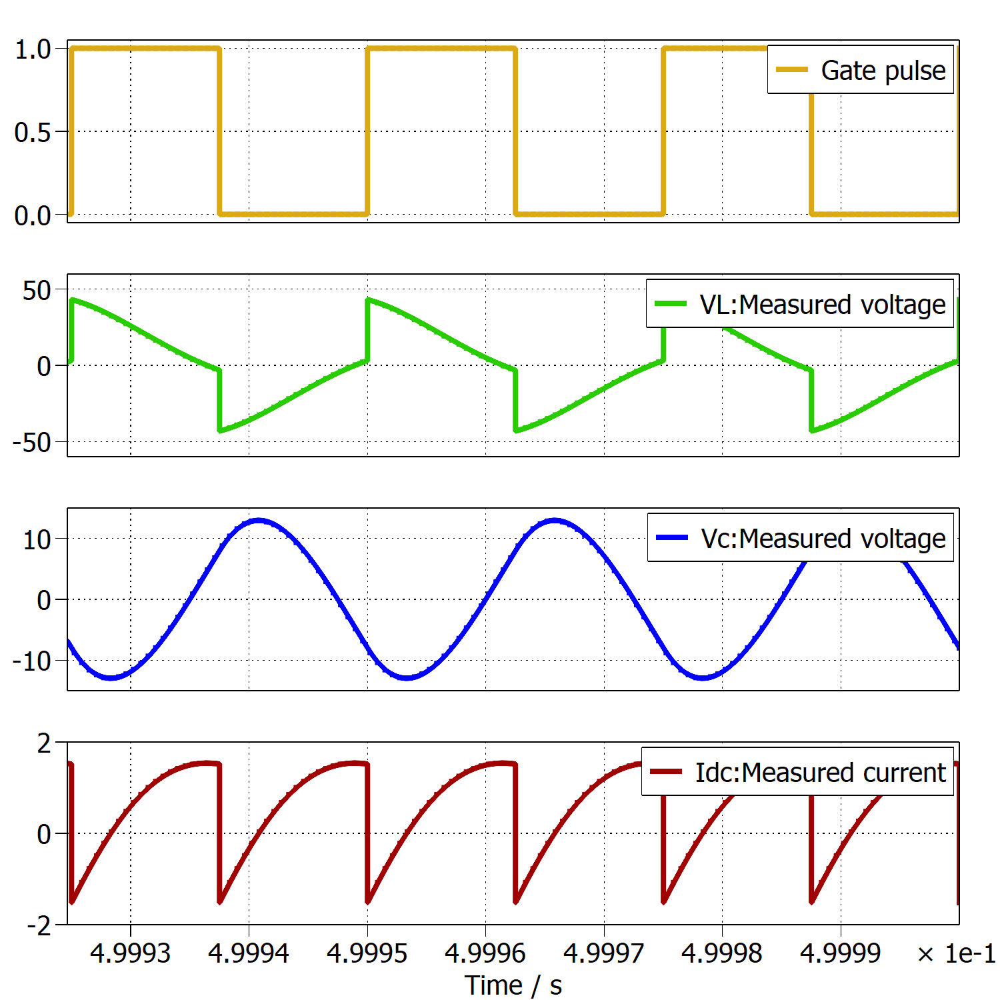 1.0
0.5
0.0
Gate pulse
50
0
-50
VL:Measured voltage
10
0
-10
Vc:Measured voltage
2
0
-2
Idc:Measured current
4.9993 4.9994 4.9995 4.9996 4.9997 4.9998 4.9999 × 1e-1
Time / s